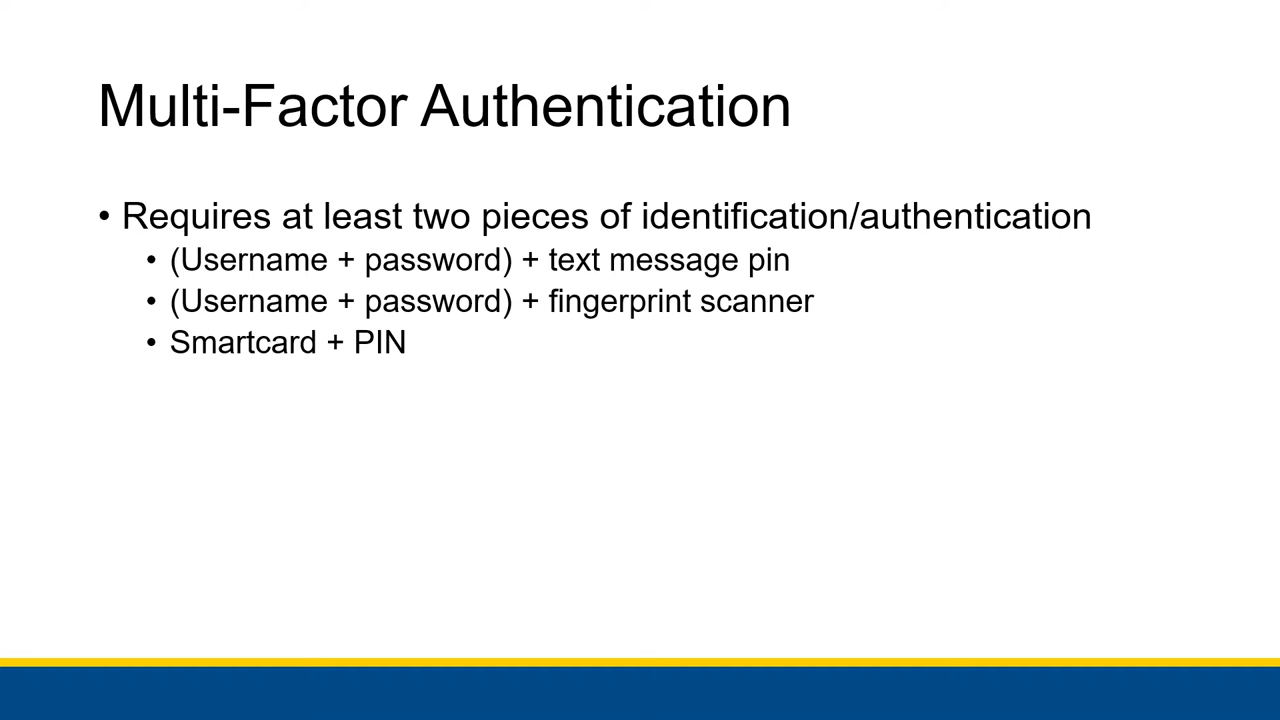 Multi-Factor Authentication
• Requires at least two pieces of identification/authentication
• (Username + password) + text message pin
• (Username + password) + fingerprint scanner
• Smartcard + PIN